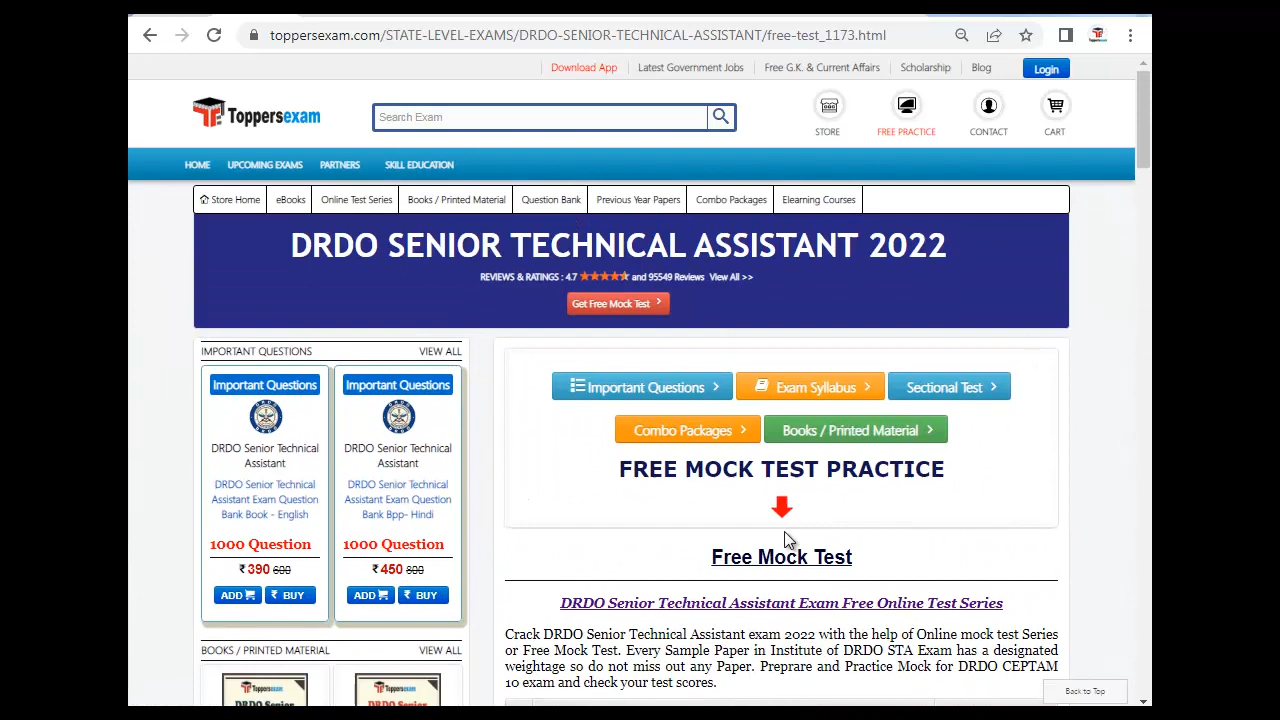 toppersexam.com/STATE-LEVEL-EXAMS/DRDO-SENIOR-TECHNICAL-ASSISTANT/free-test_1173.html
Download App
Latest Government Jobs
Free G.K. & Current Affairs
Scholarship
Blog
Login
Toppersexam
Search Exam
STORE
FREE PRACTICE
CONTACT
CART
HOME
UPCOMING EXAMS
PARTNERS
SKILL EDUCATION
Store Home
eBooks
Online Test Series
Books / Printed Material
Question Bank
Previous Year Papers
Combo Packages
Elearning Courses
DRDO SENIOR TECHNICAL ASSISTANT 2022
REVIEWS & RATINGS : 4.7 and 95549 Reviews View All >>
Get Free Mock Test
IMPORTANT QUESTIONS
VIEW ALL
Important Questions
DRDO Senior Technical
Assistant
DRDO Senior Technical
Assistant Exam Question
Bank Book - English
1000 Question
₹ 390 600
ADD
₹ BUY
Important Questions
DRDO Senior Technical
Assistant
DRDO Senior Technical
Assistant Exam Question
Bank Bpp- Hindi
1000 Question
₹ 450 800
ADD
₹ BUY
BOOKS / PRINTED MATERIAL
VIEW ALL
Toppersexam
Toppersexam
Important Questions
Exam Syllabus
Sectional Test
Combo Packages
Books / Printed Material
FREE MOCK TEST PRACTICE
Free Mock Test
DRDO Senior Technical Assistant Exam Free Online Test Series
Crack DRDO Senior Technical Assistant exam 2022 with the help of Online mock test Series
or Free Mock Test. Every Sample Paper in Institute of DRDO STA Exam has a designated
weightage so do not miss out any Paper. Preprare and Practice Mock for DRDO CEPTAM
10 exam and check your test scores.
Back to Top